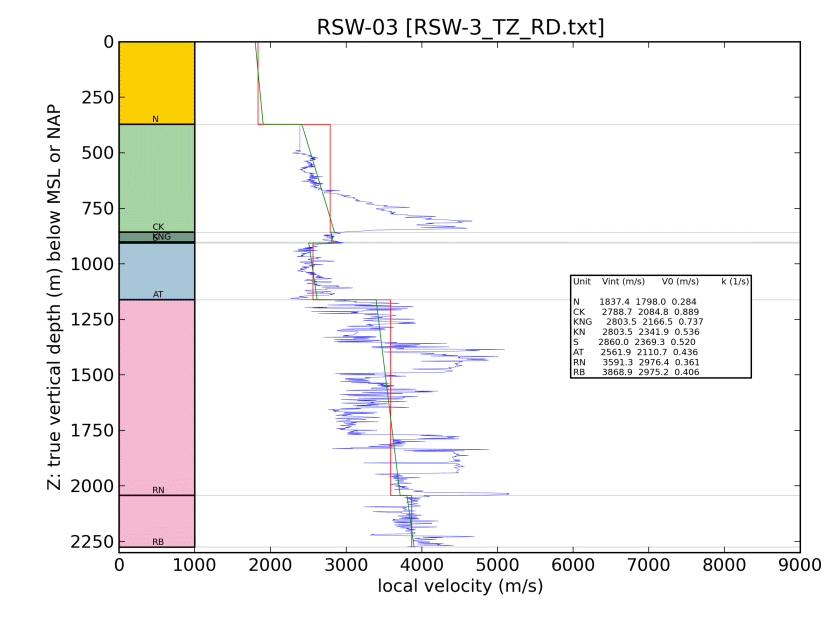 RSW-03 [RSW-3_TZ_RD.txt]
Z: true vertical depth (m) below MSL or NAP
0
250
500
750
1000
1250
1500
1750
2000
2250
N
CK
KNG
AT
RN
RB
Unit Vint (m/s) V0 (m/s) k (1/s)
N 1837.4 1798.0 0.284
CK 2788.7 2084.8 0.889
KNG 2803.5 2166.5 0.737
KN 2803.5 2341.9 0.536
S 2860.0 2369.3 0.520
AT 2561.9 2110.7 0.436
RN 3591.3 2976.4 0.361
RB 3868.9 2975.2 0.406
0 1000 2000 3000 4000 5000 6000 7000 8000 9000
local velocity (m/s)